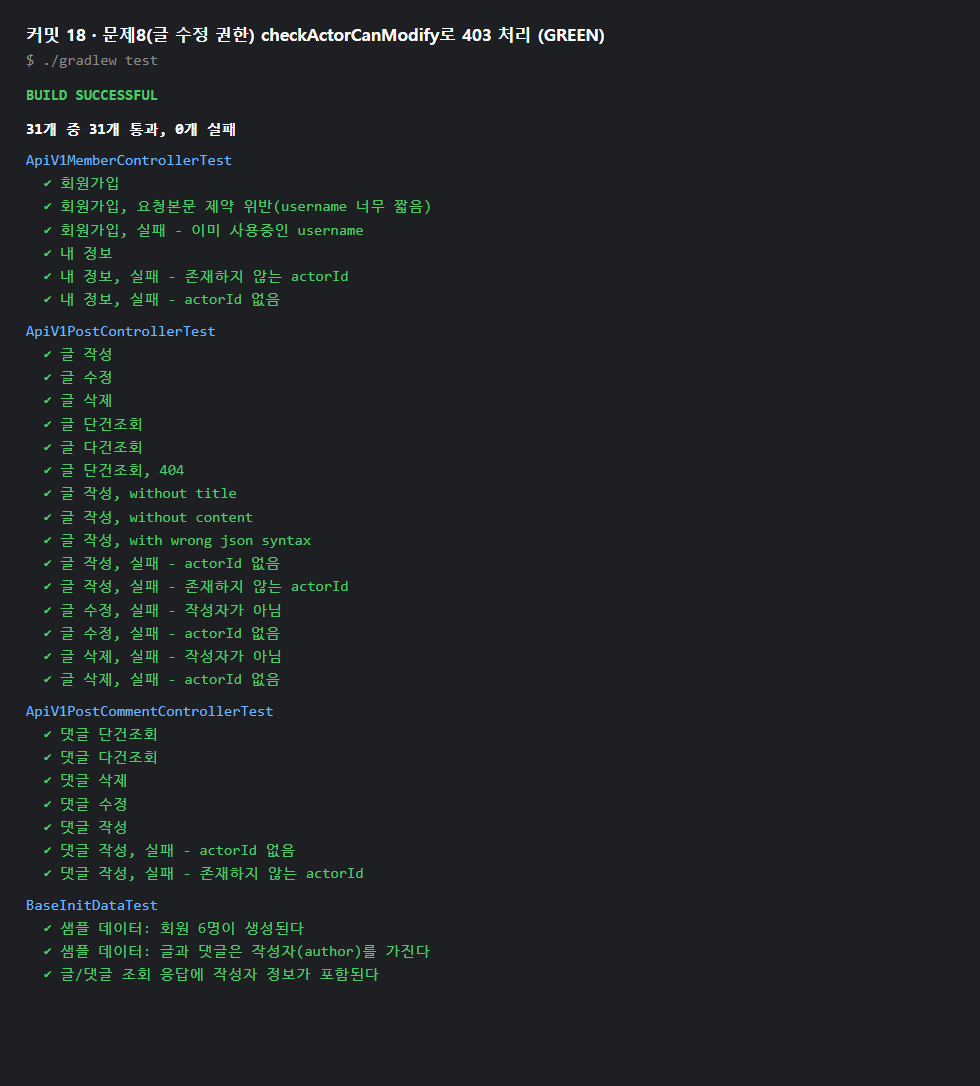 커밋 18 · 문제8(글 수정 권한) checkActorCanModify로 403 처리 (GREEN)
$ ./gradlew test
BUILD SUCCESSFUL
31개 중 31개 통과, 0개 실패
ApiV1MemberControllerTest
✔ 회원가입
✔ 회원가입, 요청본문 제약 위반(username 너무 짧음)
✔ 회원가입, 실패 - 이미 사용중인 username
✔ 내 정보
✔ 내 정보, 실패 - 존재하지 않는 actorId
✔ 내 정보, 실패 - actorId 없음
ApiV1PostControllerTest
✔ 글 작성
✔ 글 수정
✔ 글 삭제
✔ 글 단건조회
✔ 글 다건조회
✔ 글 단건조회, 404
✔ 글 작성, without title
✔ 글 작성, without content
✔ 글 작성, with wrong json syntax
✔ 글 작성, 실패 - actorId 없음
✔ 글 작성, 실패 - 존재하지 않는 actorId
✔ 글 수정, 실패 - 작성자가 아님
✔ 글 수정, 실패 - actorId 없음
✔ 글 삭제, 실패 - 작성자가 아님
✔ 글 삭제, 실패 - actorId 없음
ApiV1PostCommentControllerTest
✔ 댓글 단건조회
✔ 댓글 다건조회
✔ 댓글 삭제
✔ 댓글 수정
✔ 댓글 작성
✔ 댓글 작성, 실패 - actorId 없음
✔ 댓글 작성, 실패 - 존재하지 않는 actorId
BaseInitDataTest
✔ 샘플 데이터: 회원 6명이 생성된다
✔ 샘플 데이터: 글과 댓글은 작성자(author)를 가진다
✔ 글/댓글 조회 응답에 작성자 정보가 포함된다